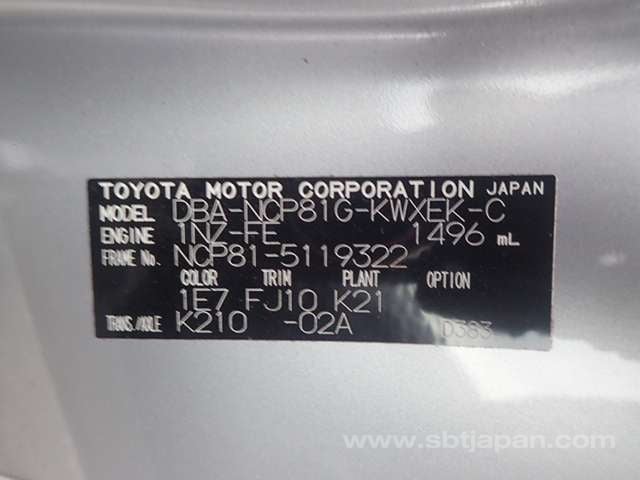 TOYOTA MOTOR CORPORATION JAPAN
MODEL DBA-NCP81G-KWXEK-C
ENGINE 1NZ-FE 1496 mL
FRAME No. NCP81-5119322
COLOR TRIM PLANT OPTION
1E7 FJ10 K21
TRANS./AXLE K210 -02A D383
www.sbtjapan.com